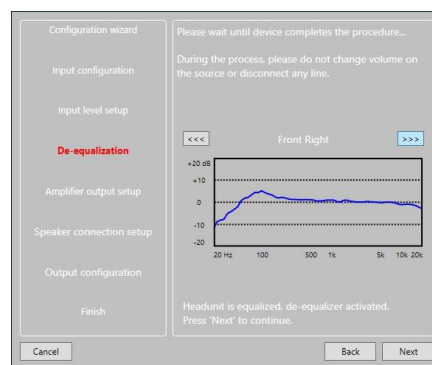 Configuration wizard
Input configuration
Input level setup
De-equalization
Amplifier output setup
Speaker connection setup
Output configuration
Finish
Please wait until device completes the procedure...
During the process, please do not change volume on
the source or disconnect any line.
<<<
Front Right
>>>
+20 dB
+10
0
-10
-20
20 Hz 100 500 1k 5k 10k 20k
Headunit is equalized, de-equalizer activated.
Press 'Next' to continue.
Cancel
Back
Next